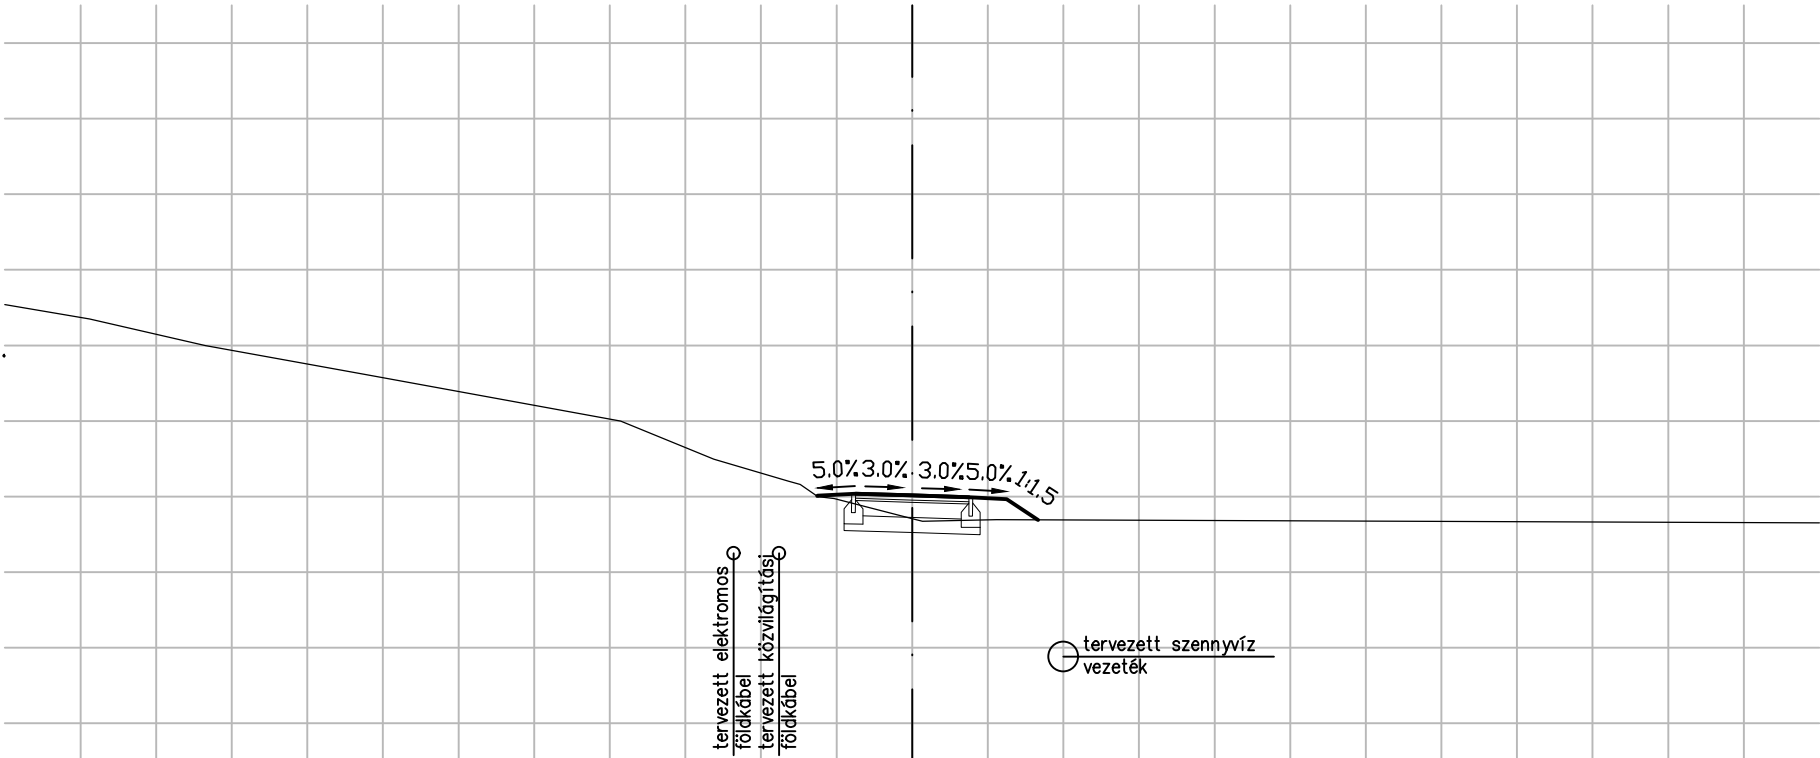 5.0% 3.0% 3.0% 5.0% 1:1.5
tervezett elektromos
földkábel
tervezett közvilágítási
földkábel
tervezett szennyvíz
vezeték